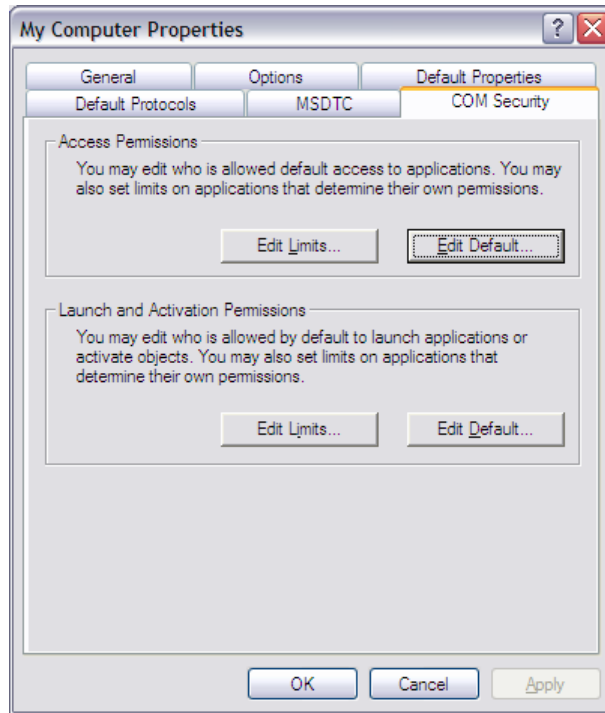 My Computer Properties
General Options Default Properties
Default Protocols MSDTC COM Security
Access Permissions
You may edit who is allowed default access to applications. You may
also set limits on applications that determine their own permissions.
Edit Limits... Edit Default...
Launch and Activation Permissions
You may edit who is allowed by default to launch applications or
activate objects. You may also set limits on applications that
determine their own permissions.
Edit Limits... Edit Default...
OK Cancel Apply